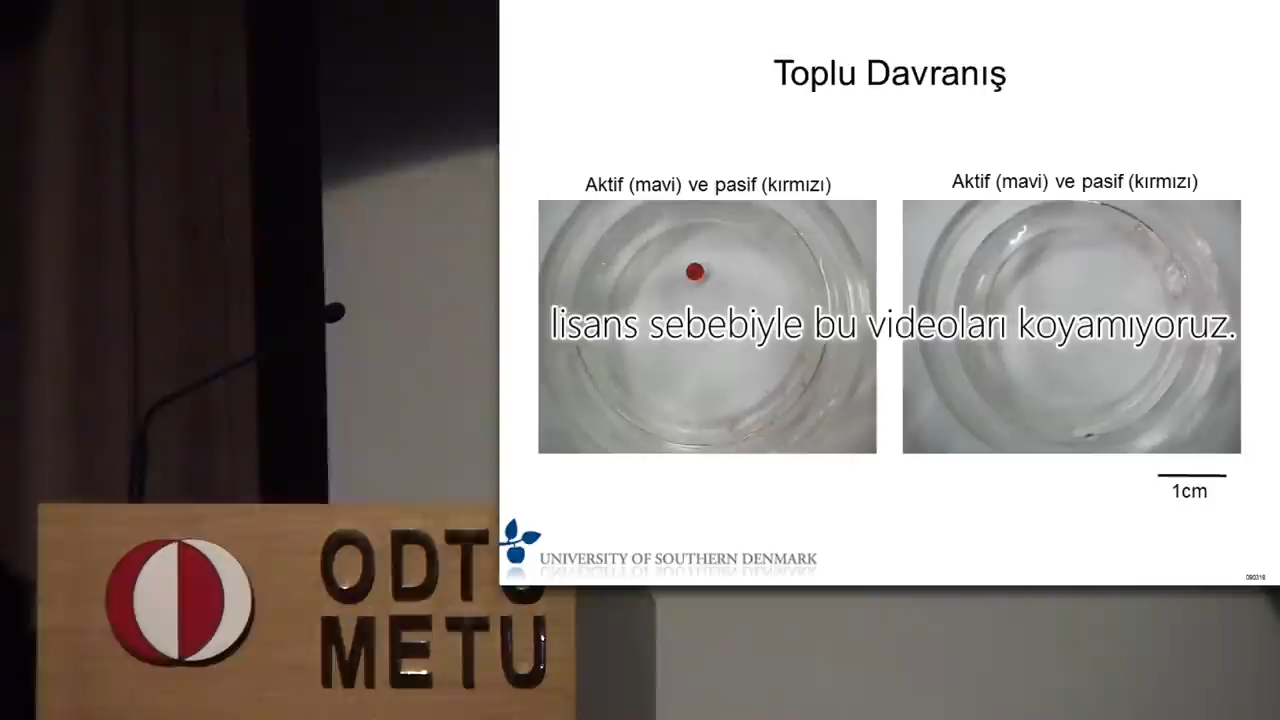 Toplu Davranış
Aktif (mavi) ve pasif (kırmızı)
Aktif (mavi) ve pasif (kırmızı)
lisans sebebiyle bu videoları koyamıyoruz.
1cm
UNIVERSITY OF SOUTHERN DENMARK
090316
ODTÜ
METU